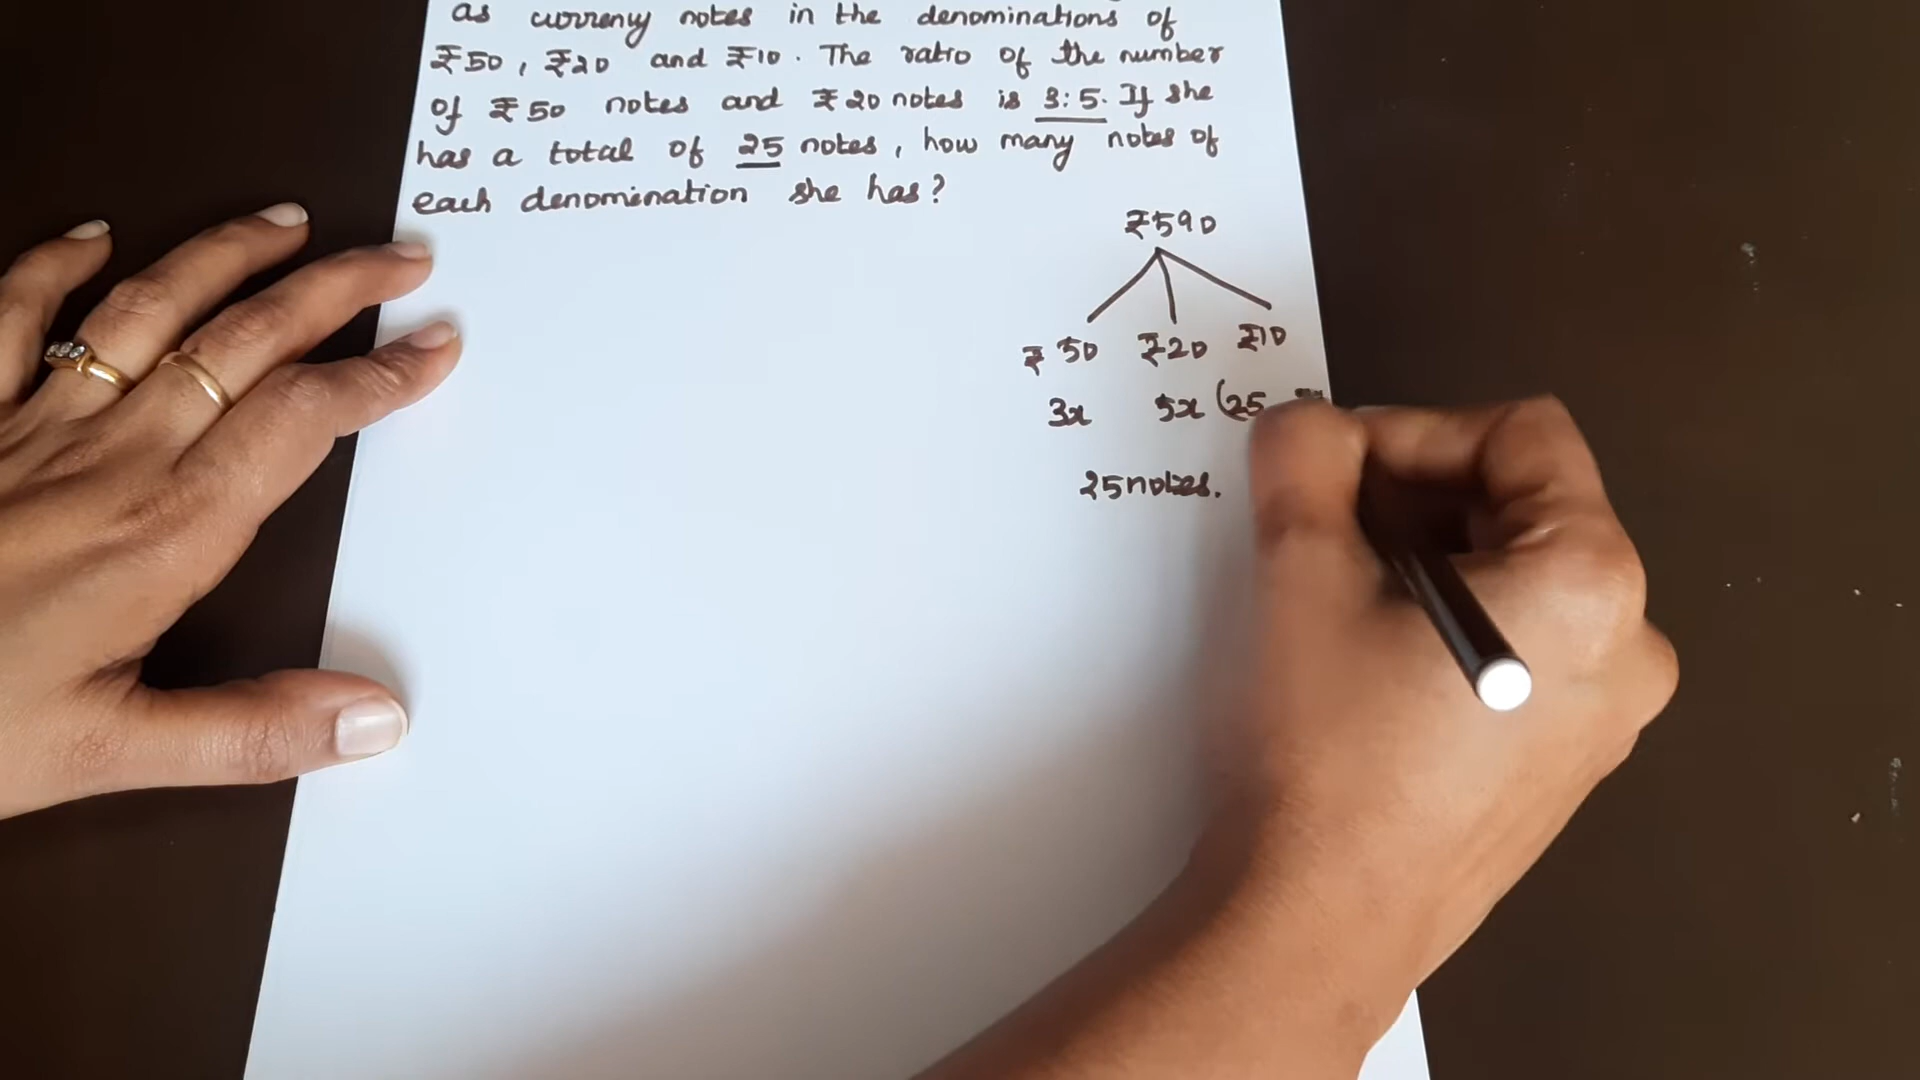 as curreny notes in the denominations of
₹50, ₹20 and ₹10. The ratio of the number
of ₹50 notes and ₹20 notes is 3:5. If she
has a total of 25 notes, how many notes of
each denomination she has?
₹590
₹50 ₹20 ₹10
3x 5x (25
25 notes.